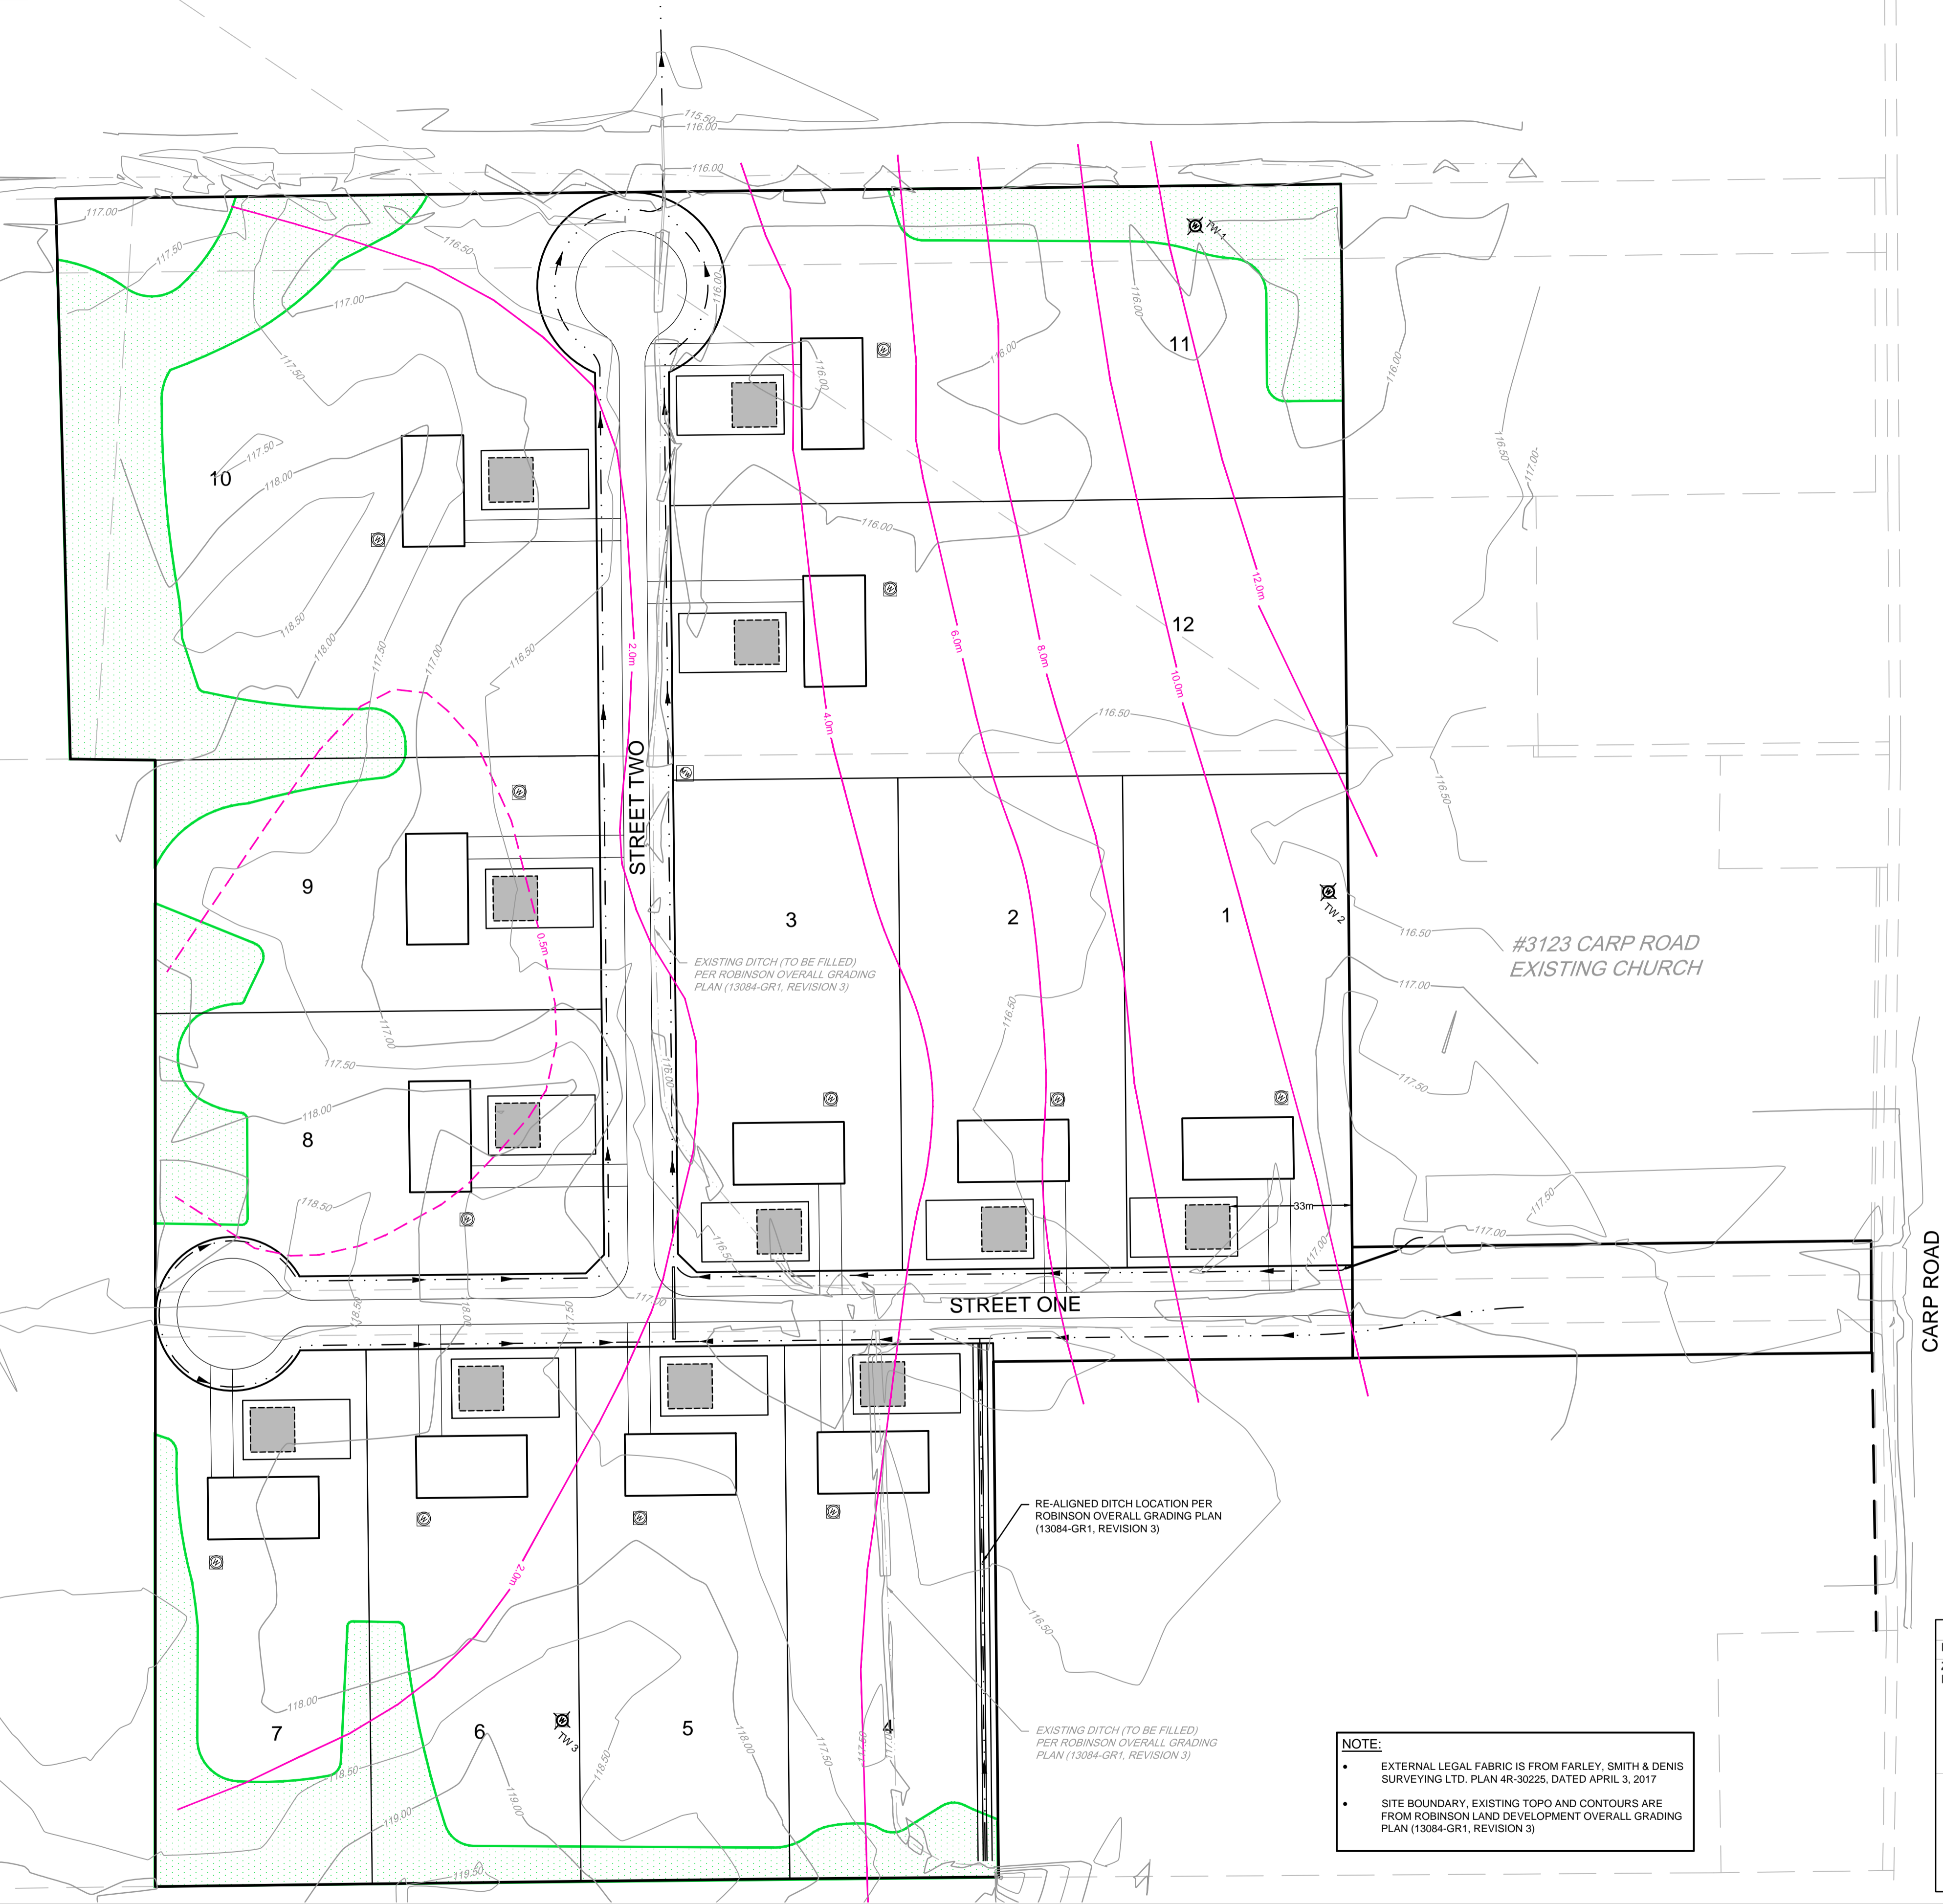 115.50
116.00
116.00
117.00
117.50
116.50
TW-1
117.00
116.00
116.00
117.50
116.00
116.00
11
116.00
10
117.50
118.00
116.50
117.00
116.00
118.50
118.00
117.50
117.00
116.50
2.0m
6.0m
8.0m
10.0m
12.0m
12
4.0m
116.50
STREET TWO
116.50
9
3
2
1
TW 2
116.50
#3123 CARP ROAD
EXISTING CHURCH
0.5m
EXISTING DITCH (TO BE FILLED)
PER ROBINSON OVERALL GRADING
PLAN (13084-GR1, REVISION 3)
117.00
116.50
117.00
117.50
116.00
117.50
118.00
8
118.50
33m
117.50
117.00
116.50
117.00
CARP ROAD
118.50
118.00
117.50
117.00
STREET ONE
RE-ALIGNED DITCH LOCATION PER
ROBINSON OVERALL GRADING PLAN
(13084-GR1, REVISION 3)
2.0m
116.50
118.00
7
6
TW 3
5
4
118.00
117.50
117.00
EXISTING DITCH (TO BE FILLED)
PER ROBINSON OVERALL GRADING
PLAN (13084-GR1, REVISION 3)
118.50
118.50
119.00
119.00
119.50
NOTE:
• EXTERNAL LEGAL FABRIC IS FROM FARLEY, SMITH & DENIS
SURVEYING LTD. PLAN 4R-30225, DATED APRIL 3, 2017
• SITE BOUNDARY, EXISTING TOPO AND CONTOURS ARE
FROM ROBINSON LAND DEVELOPMENT OVERALL GRADING
PLAN (13084-GR1, REVISION 3)